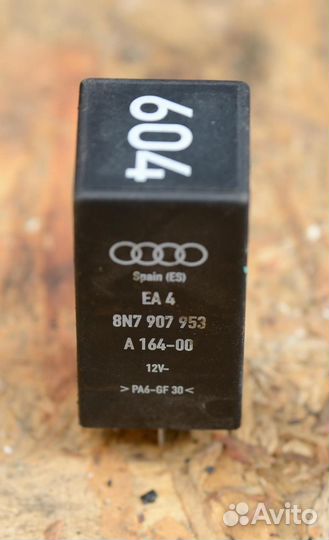 604
Spain (ES)
EA 4
8N7 907 953
A 164-00
12V-
> PA6-GF 30 <
Avito